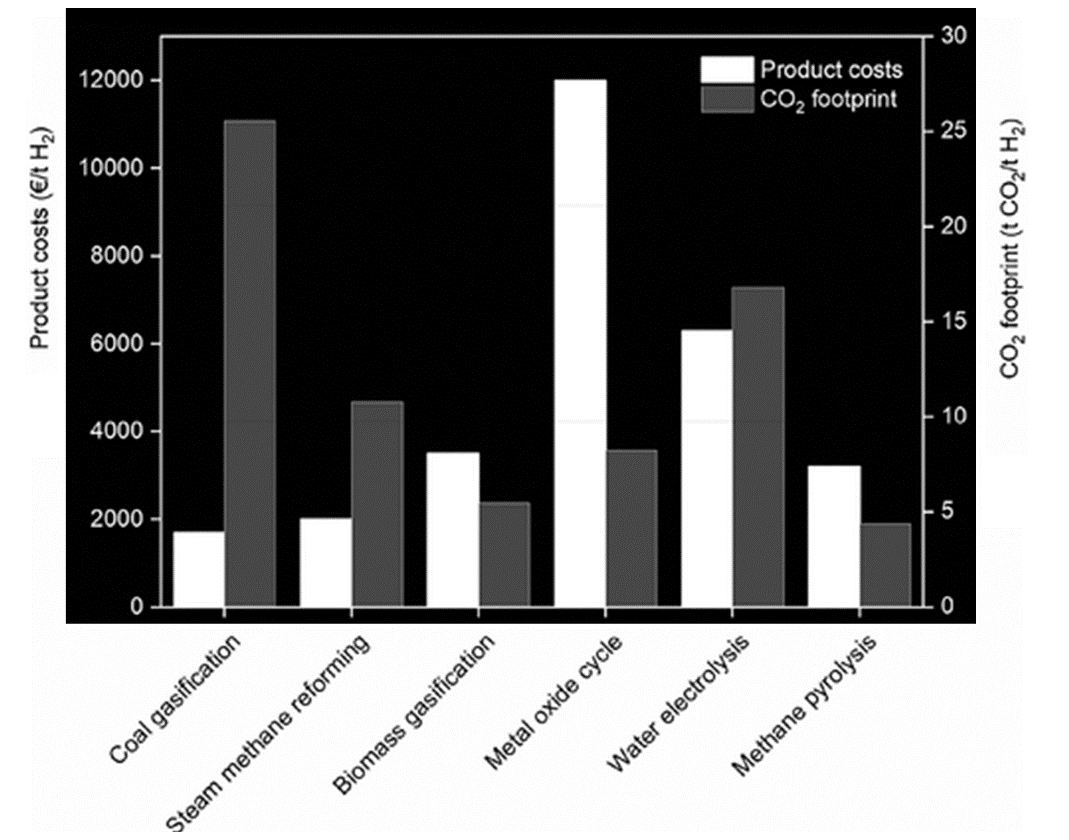 Product costs (€/t H₂)
12000
10000
8000
6000
4000
2000
0
Product costs
CO₂ footprint
30
25
20
15
10
5
0
CO₂ footprint (t CO₂/t H₂)
Coal gasification
Steam methane reforming
Biomass gasification
Metal oxide cycle
Water electrolysis
Methane pyrolysis